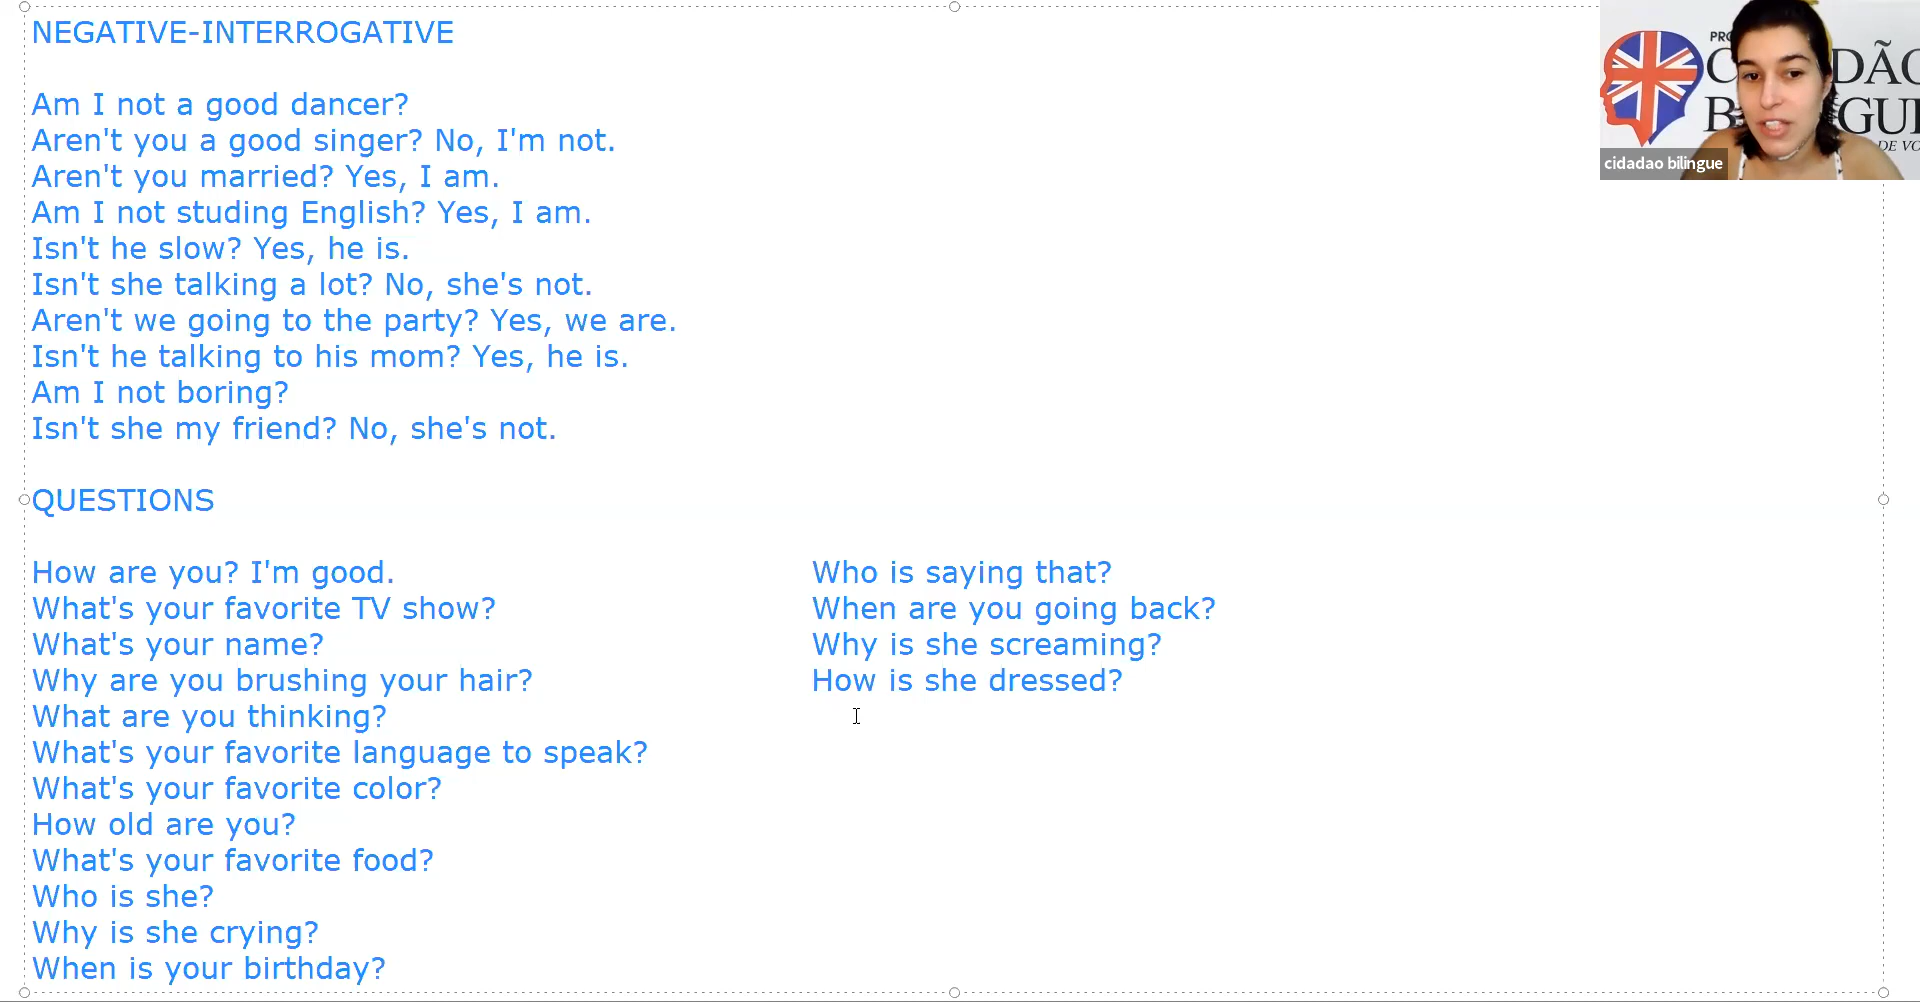 NEGATIVE-INTERROGATIVE
Am I not a good dancer?
Aren't you a good singer? No, I'm not.
Aren't you married? Yes, I am.
Am I not studing English? Yes, I am.
Isn't he slow? Yes, he is.
Isn't she talking a lot? No, she's not.
Aren't we going to the party? Yes, we are.
Isn't he talking to his mom? Yes, he is.
Am I not boring?
Isn't she my friend? No, she's not.
QUESTIONS
How are you? I'm good.
What's your favorite TV show?
What's your name?
Why are you brushing your hair?
What are you thinking?
What's your favorite language to speak?
What's your favorite color?
How old are you?
What's your favorite food?
Who is she?
Why is she crying?
When is your birthday?
Who is saying that?
When are you going back?
Why is she screaming?
How is she dressed?
cidadao bilingue